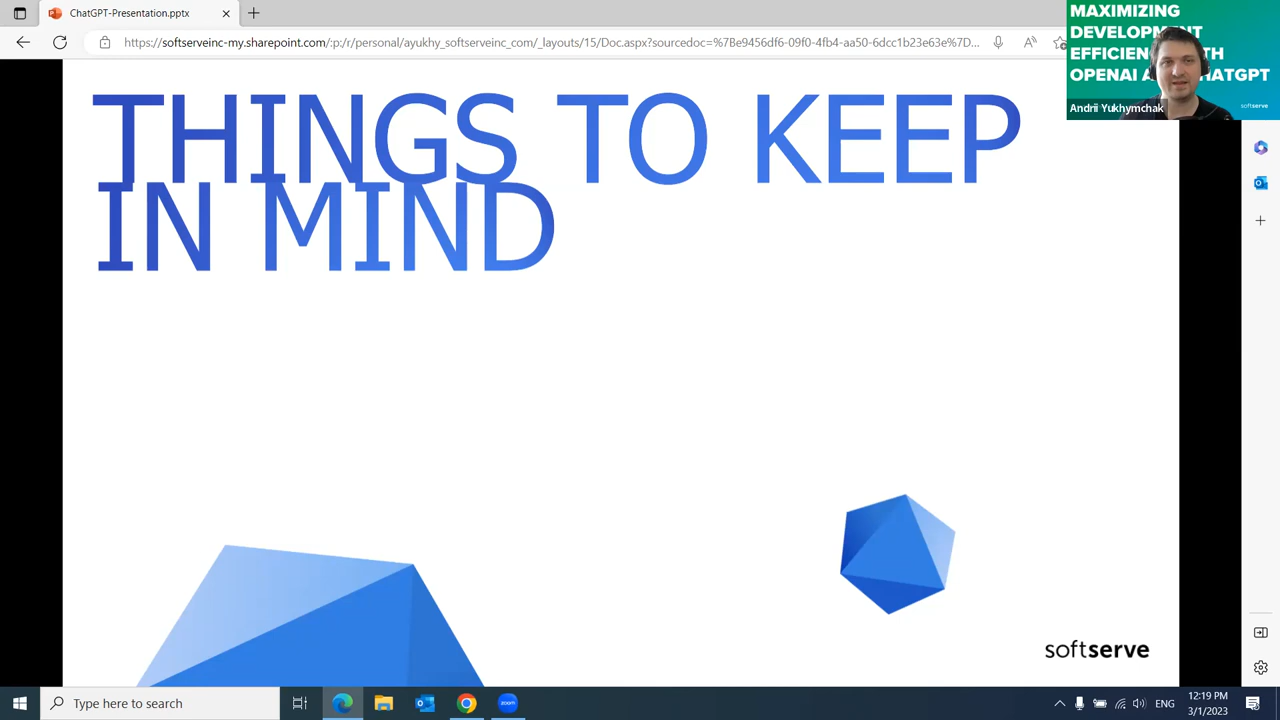 ChatGPT-Presentation.pptx
https://softserveinc-my.sharepoint.com/:p:/r/personal/ayukhy_softserveinc_com/_layouts/15/Doc.aspx?sourcedoc=%7Be9456df6-09f0-4fb4-aa50-6dcc1b23e63e%7D...
MAXIMIZING
DEVELOPMENT
OPENAI
Andrii Yukhymchak
softserve
THINGS TO KEEP
IN MIND
softserve
Type here to search
zoom
ENG
12:19 PM
3/1/2023